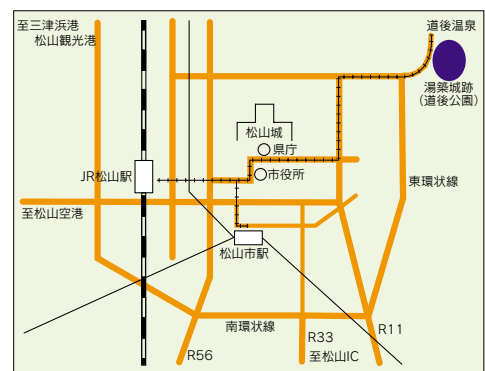 至三津浜港
松山観光港
道後温泉
湯築城跡
(道後公園)
松山城
県庁
市役所
JR松山駅
東環状線
至松山空港
松山市駅
南環状線
R56
R33
至松山IC
R11